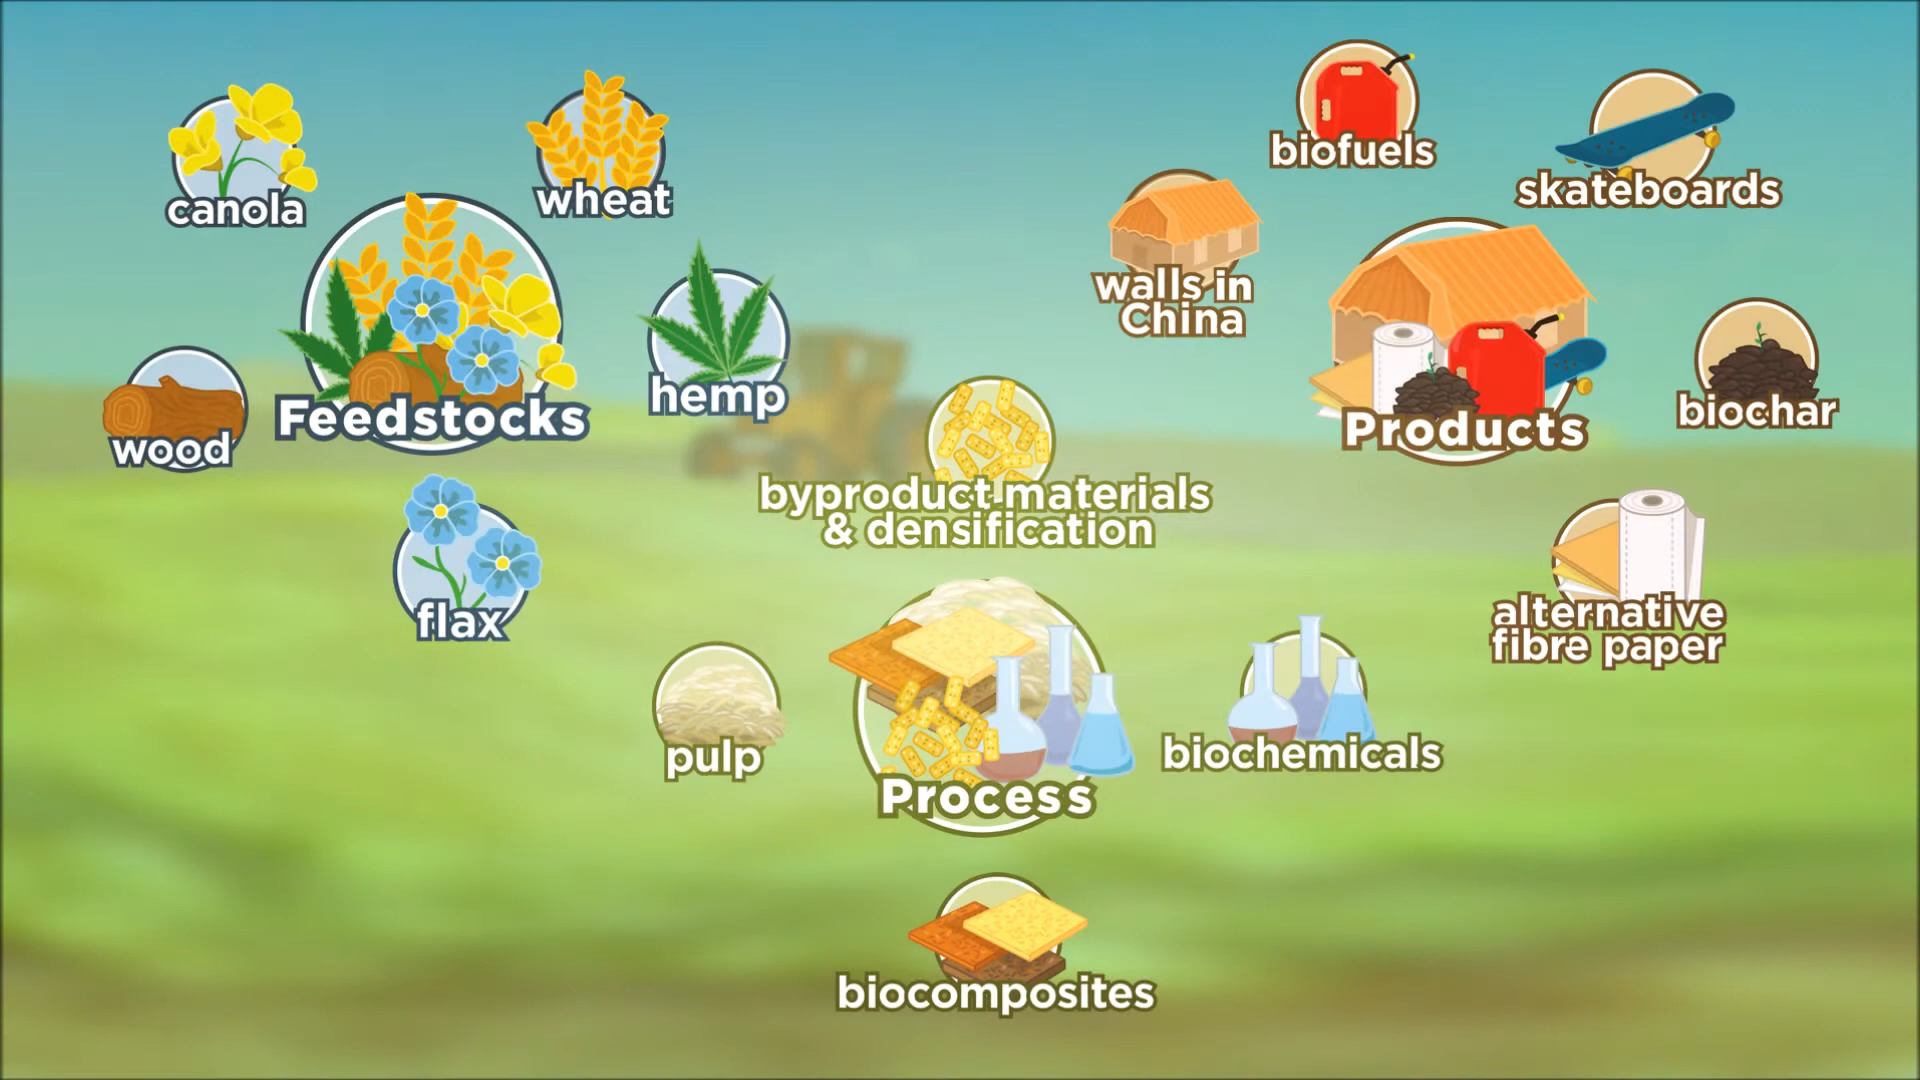 canola
wheat
Feedstocks
hemp
wood
flax
biofuels
skateboards
walls in
China
Products
biochar
alternative
fibre paper
byproduct materials
& densification
pulp
Process
biochemicals
biocomposites